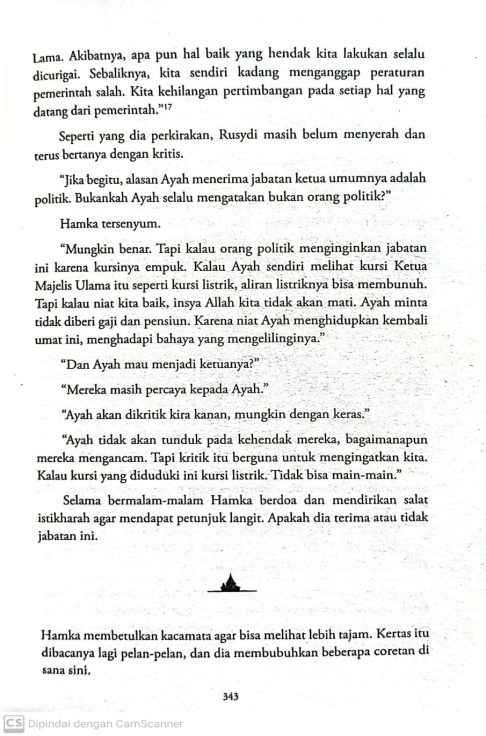 Lama. Akibatnya, apa pun hal baik yang hendak kita lakukan selalu
dicurigai. Sebaliknya, kita sendiri kadang menganggap peraturan
pemerintah salah. Kita kehilangan pertimbangan pada setiap hal yang
datang dari pemerintah.”¹⁷
Seperti yang dia perkirakan, Rusydi masih belum menyerah dan
terus bertanya dengan kritis.
“Jika begitu, alasan Ayah menerima jabatan ketua umumnya adalah
politik. Bukankah Ayah selalu mengatakan bukan orang politik?”
Hamka tersenyum.
“Mungkin benar. Tapi kalau orang politik menginginkan jabatan
ini karena kursinya empuk. Kalau Ayah sendiri melihat kursi Ketua
Majelis Ulama itu seperti kursi listrik, aliran listriknya bisa membunuh.
Tapi kalau niat kita baik, insya Allah kita tidak akan mati. Ayah minta
tidak diberi gaji dan pensiun. Karena niat Ayah menghidupkan kembali
umat ini, menghadapi bahaya yang mengelilinginya.”
“Dan Ayah mau menjadi ketuanya?”
“Mereka masih percaya kepada Ayah.”
“Ayah akan dikritik kira kanan, mungkin dengan keras.”
“Ayah tidak akan tunduk pada kehendak mereka, bagaimanapun
mereka mengancam. Tapi kritik itu berguna untuk mengingatkan kita.
Kalau kursi yang diduduki ini kursi listrik. Tidak bisa main-main.”
Selama bermalam-malam Hamka berdoa dan mendirikan salat
istikharah agar mendapat petunjuk langit. Apakah dia terima atau tidak
jabatan ini.
Hamka membetulkan kacamata agar bisa melihat lebih tajam. Kertas itu
dibacanya lagi pelan-pelan, dan dia membubuhkan beberapa coretan di
sana sini.
343
CS Dipindai dengan CamScanner